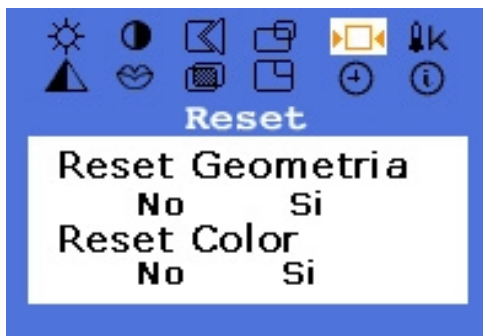 K
Reset
Reset Geometria
No Si
Reset Color
No Si